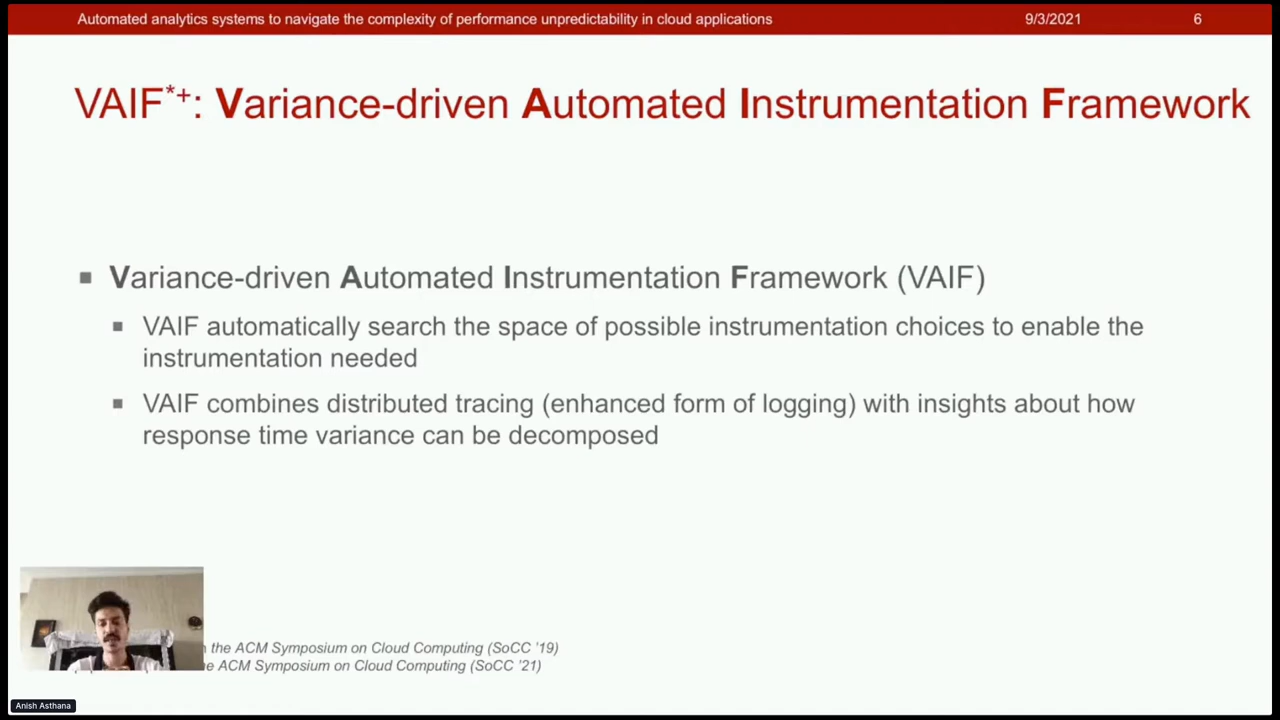 Automated analytics systems to navigate the complexity of performance unpredictability in cloud applications 9/3/2021 6
VAIF*+: Variance-driven Automated Instrumentation Framework
■ Variance-driven Automated Instrumentation Framework (VAIF)
■ VAIF automatically search the space of possible instrumentation choices to enable the
instrumentation needed
■ VAIF combines distributed tracing (enhanced form of logging) with insights about how
response time variance can be decomposed
the ACM Symposium on Cloud Computing (SoCC '19)
ACM Symposium on Cloud Computing (SoCC '21)
Anish Asthana